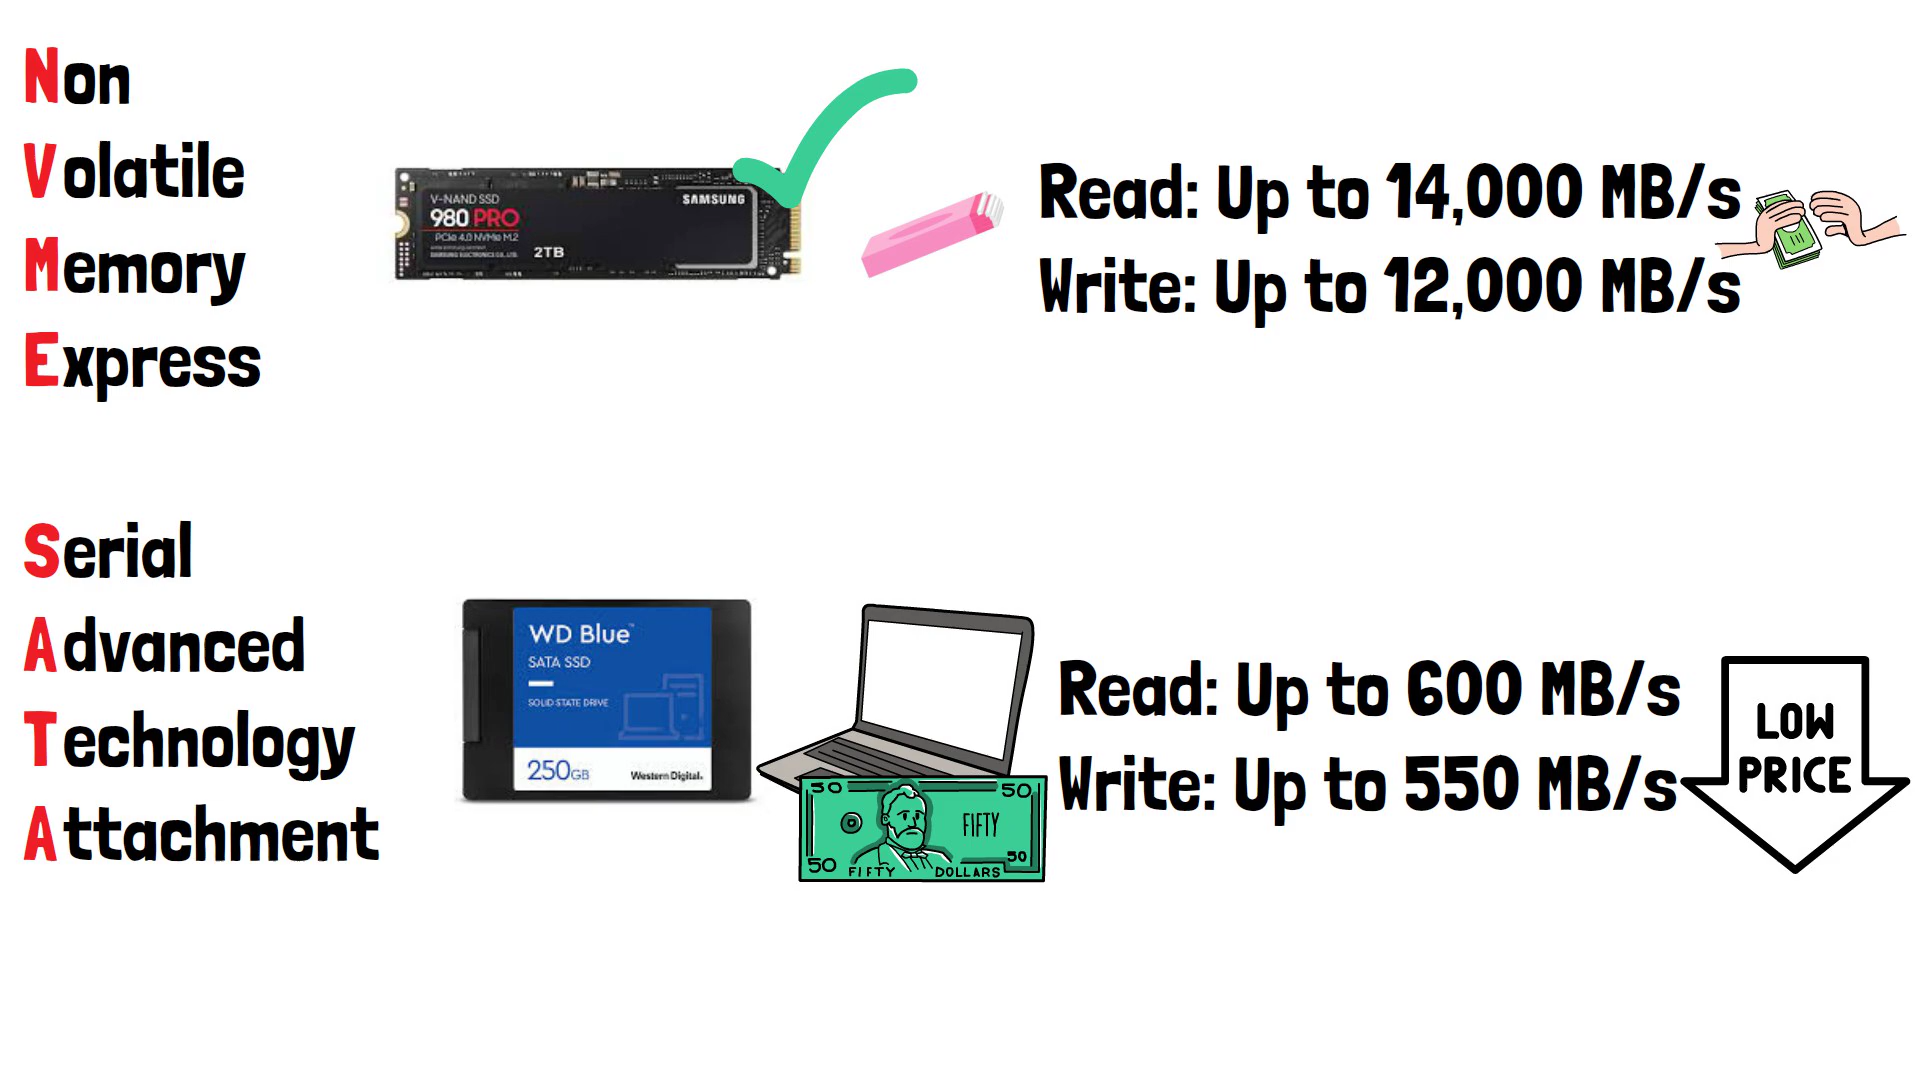 Non
Volatile
Memory
Express
V-NAND SSD
980 PRO
PCIe 4.0 NVMe M.2
SAMSUNG
2TB
Read: Up to 14,000 MB/s
Write: Up to 12,000 MB/s
Serial
Advanced
Technology
Attachment
WD Blue™
SATA SSD
SOLID STATE DRIVE
250GB
Western Digital.
50
50
FIFTY
50
50
FIFTY DOLLARS
Read: Up to 600 MB/s
Write: Up to 550 MB/s
LOW
PRICE